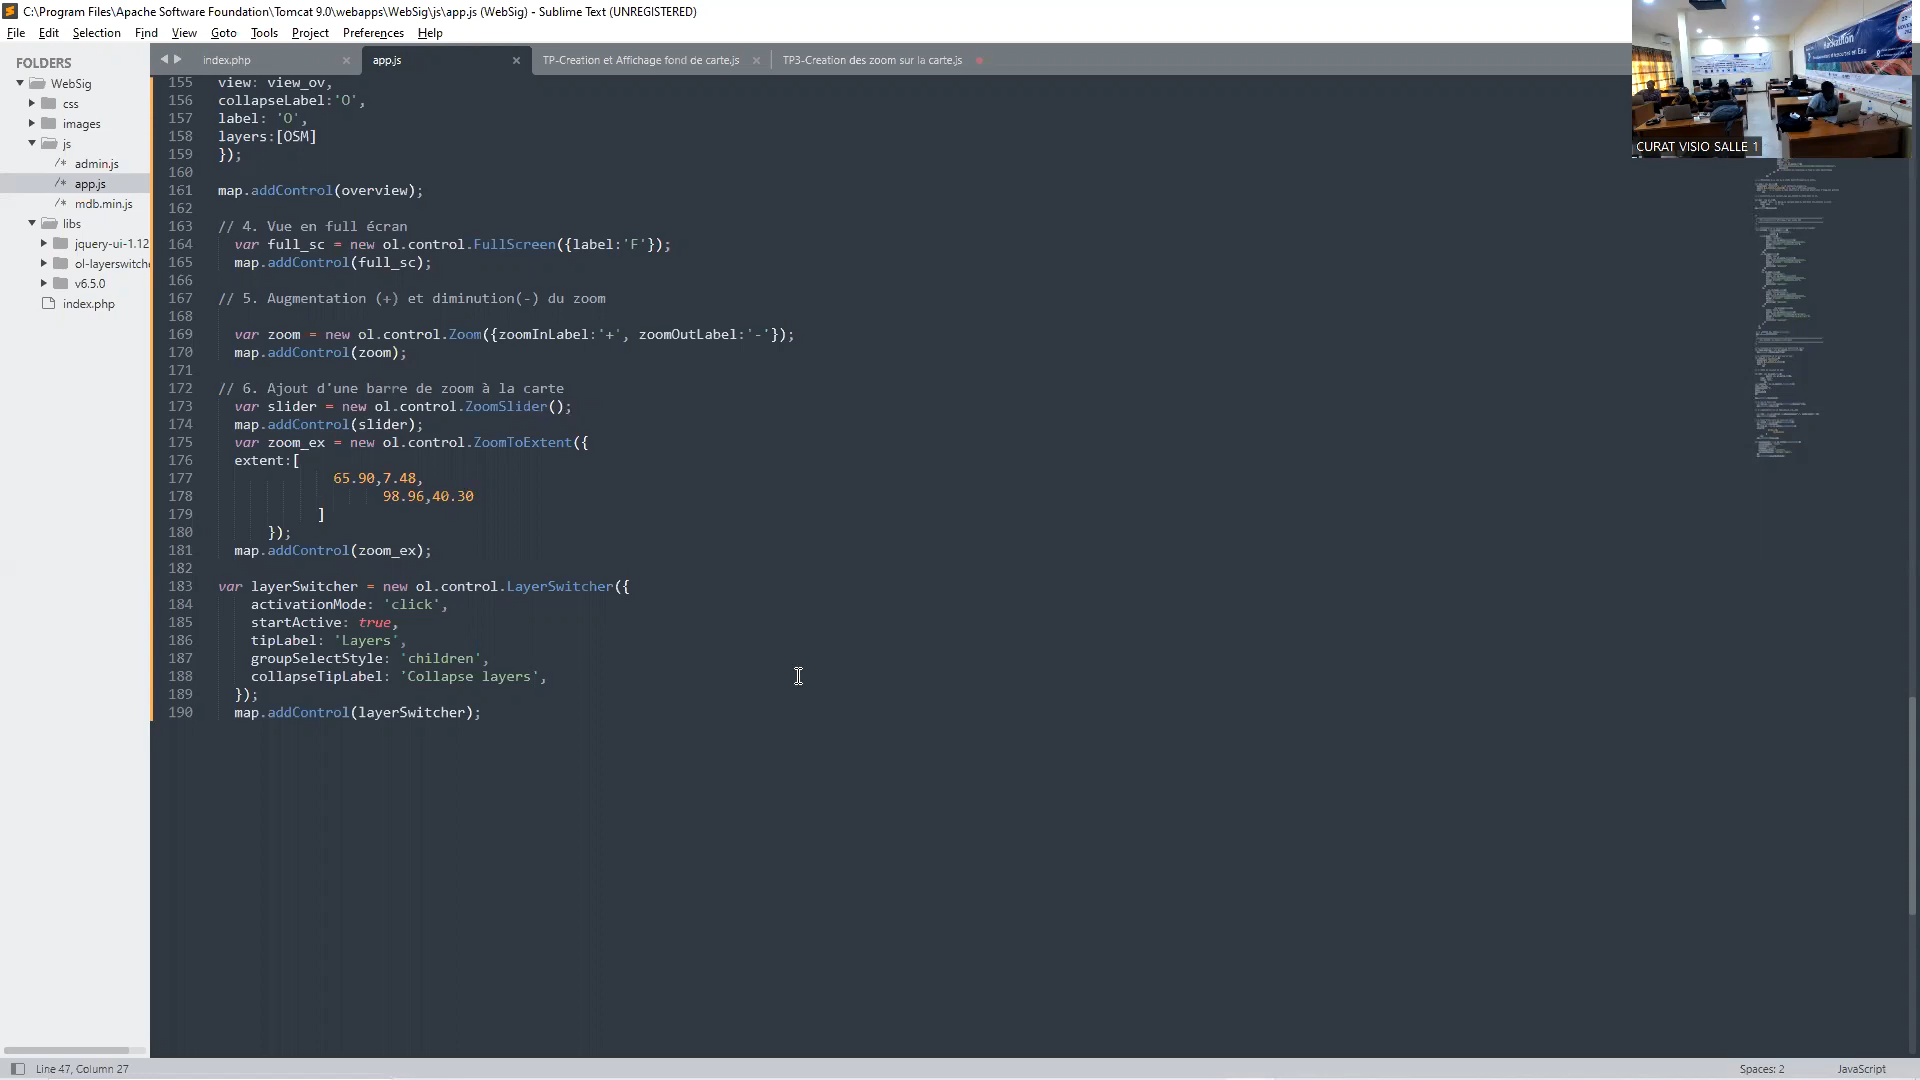 C:\Program Files\Apache Software Foundation\Tomcat 9.0\webapps\WebSig\js\app.js (WebSig) - Sublime Text (UNREGISTERED)
File Edit Selection Find View Goto Tools Project Preferences Help
FOLDERS
WebSig
css
images
js
admin.js
app.js
mdb.min.js
libs
jquery-ui-1.12
ol-layerswitche
v6.5.0
index.php
index.php
app.js
TP-Creation et Affichage fond de carte.js
TP3-Creation des zoom sur la carte.js
155 view: view_ov,
156 collapseLabel:'O',
157 label: 'O',
158 layers:[OSM]
159 });
160
161 map.addControl(overview);
162
163 // 4. Vue en full écran
164 var full_sc = new ol.control.FullScreen({label:'F'});
165 map.addControl(full_sc);
166
167 // 5. Augmentation (+) et diminution(-) du zoom
168
169 var zoom = new ol.control.Zoom({zoomInLabel:'+', zoomOutLabel:'-'});
170 map.addControl(zoom);
171
172 // 6. Ajout d'une barre de zoom à la carte
173 var slider = new ol.control.ZoomSlider();
174 map.addControl(slider);
175 var zoom_ex = new ol.control.ZoomToExtent({
176 extent:[
177 65.90,7.48,
178 98.96,40.30
179 ]
180 });
181 map.addControl(zoom_ex);
182
183 var layerSwitcher = new ol.control.LayerSwitcher({
184 activationMode: 'click',
185 startActive: true,
186 tipLabel: 'Layers',
187 groupSelectStyle: 'children',
188 collapseTipLabel: 'Collapse layers',
189 });
190 map.addControl(layerSwitcher);
Hackathon
CURAT VISIO SALLE 1
Line 47, Column 27
Spaces: 2
JavaScript